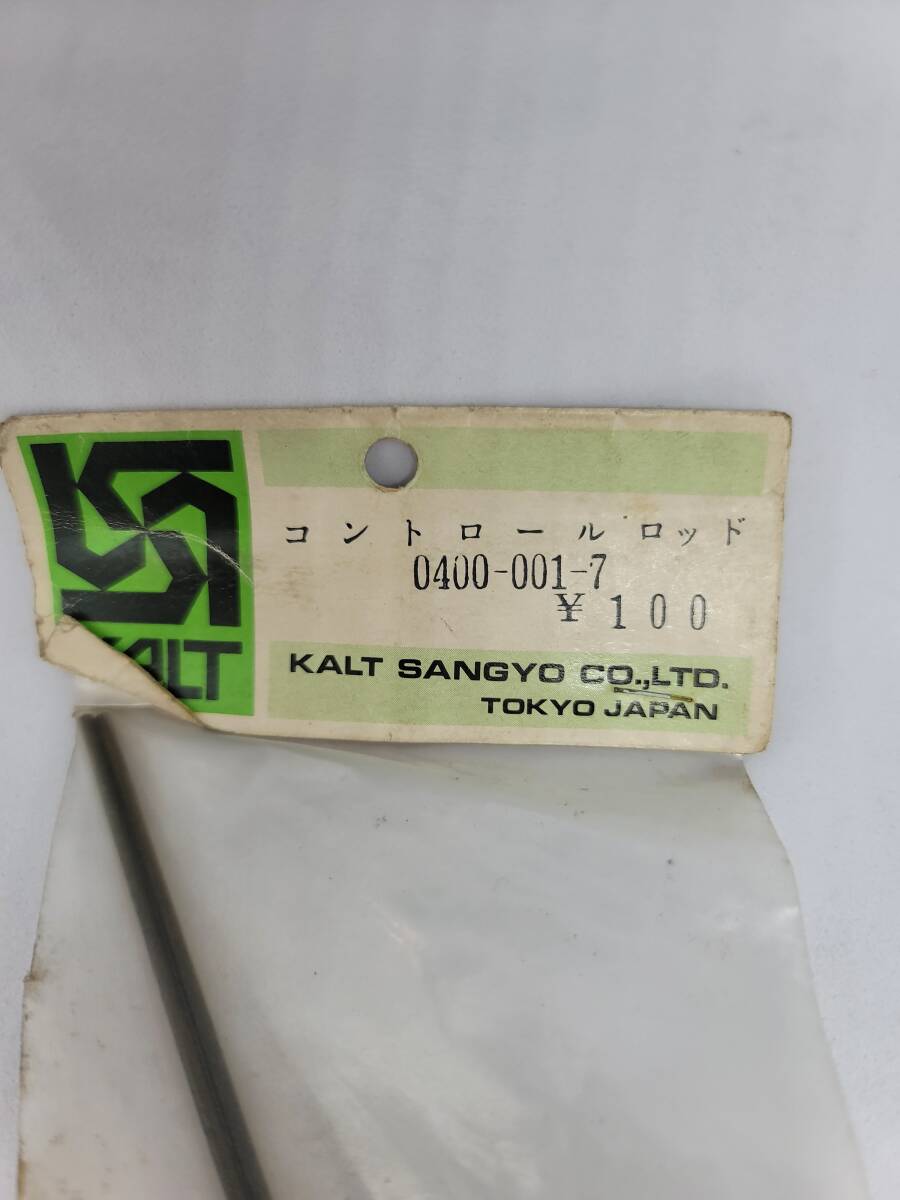 KALT
コントロールロッド
0400-001-7
¥100
KALT SANGYO CO.,LTD.
TOKYO JAPAN